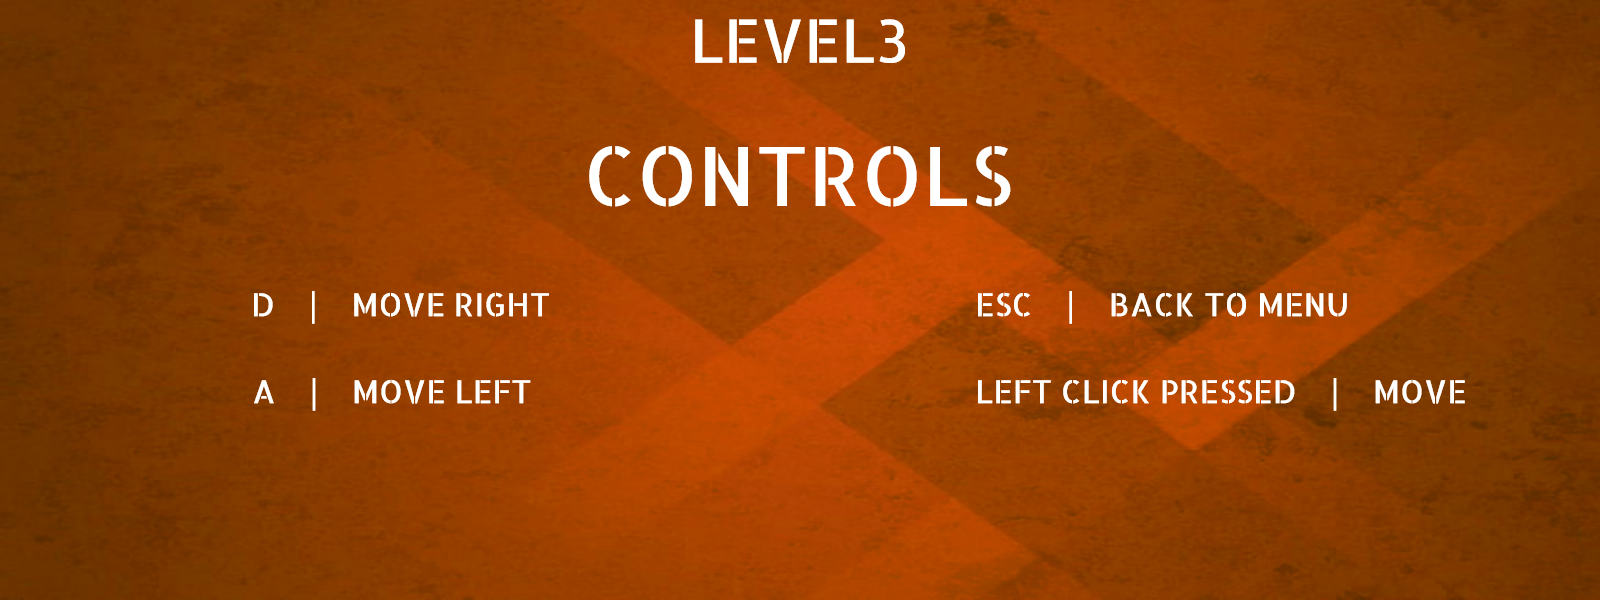 LEVEL3
CONTROLS
D | MOVE RIGHT
A | MOVE LEFT
ESC | BACK TO MENU
LEFT CLICK PRESSED | MOVE